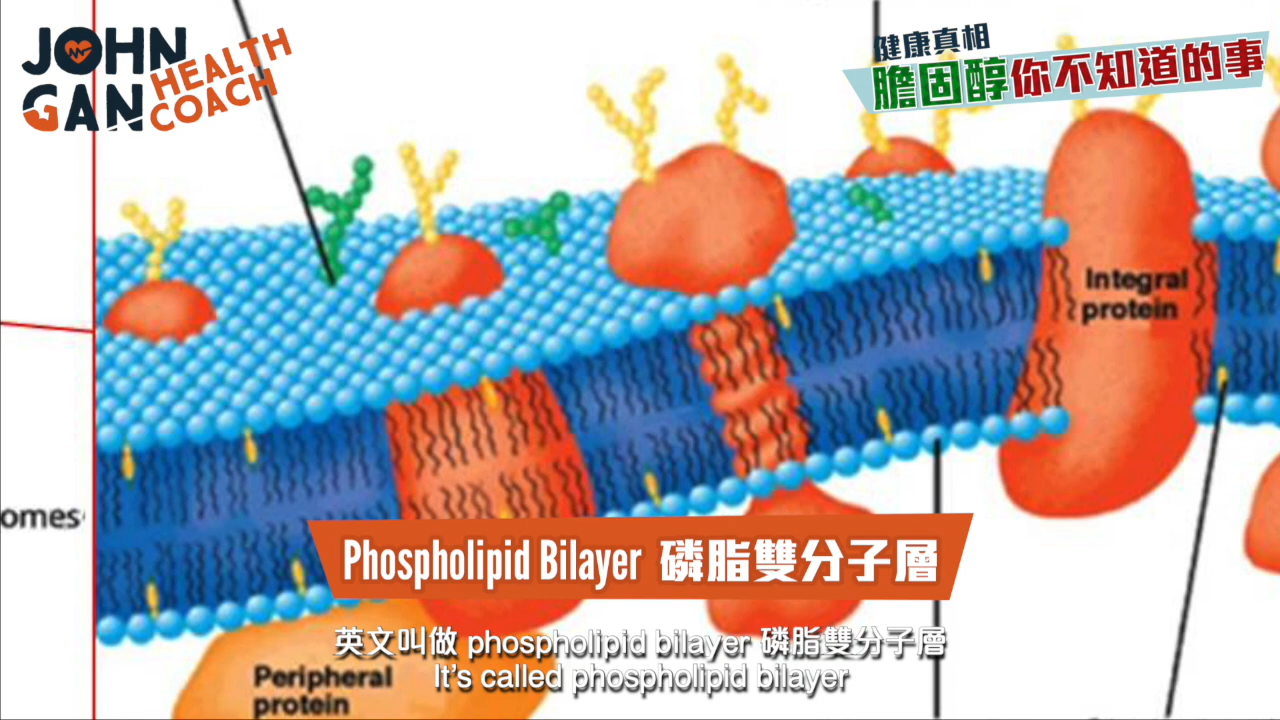 JOHN
GAN
HEALTH
COACH
健康真相
膽固醇你不知道的事
Integral
protein
omes
Phospholipid Bilayer 磷脂雙分子層
英文叫做 phospholipid bilayer 磷脂雙分子層
It's called phospholipid bilayer
Peripheral
protein